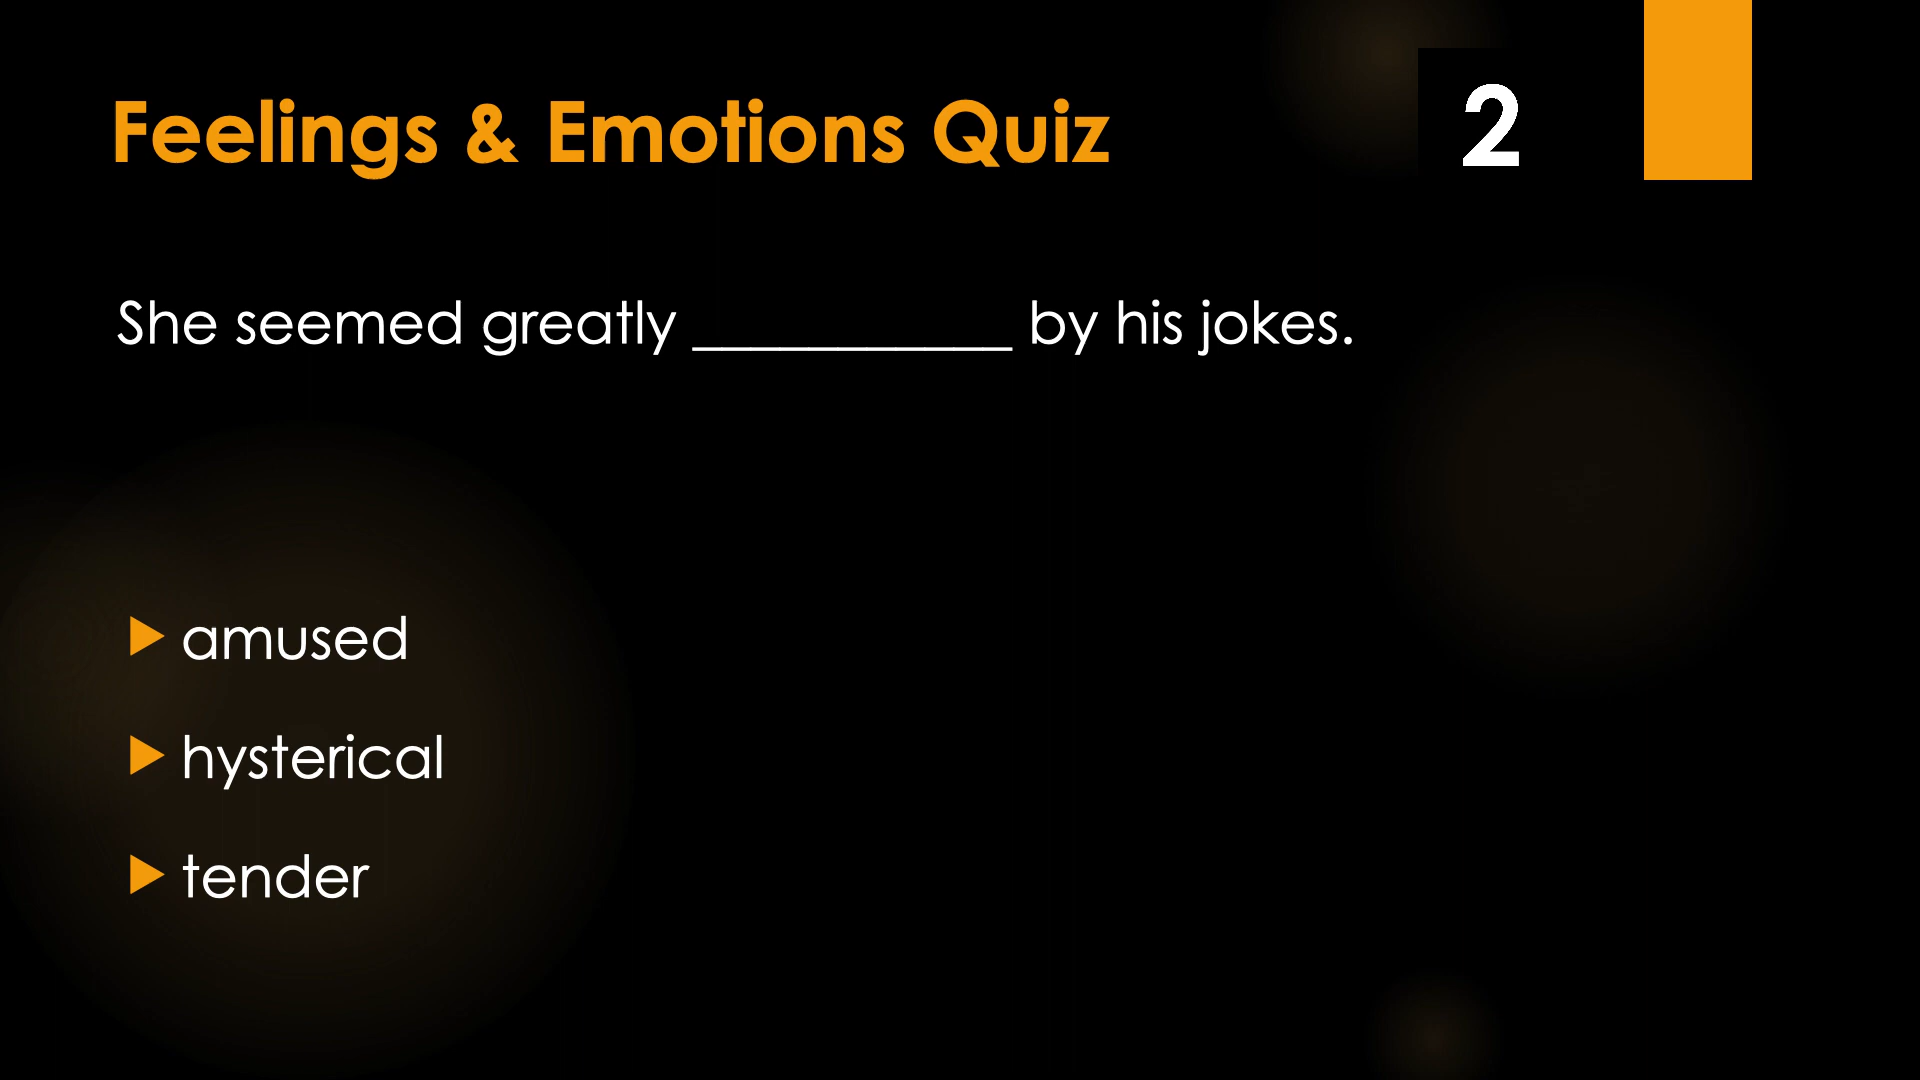 Feelings & Emotions Quiz
2
She seemed greatly ___________ by his jokes.
amused
hysterical
tender